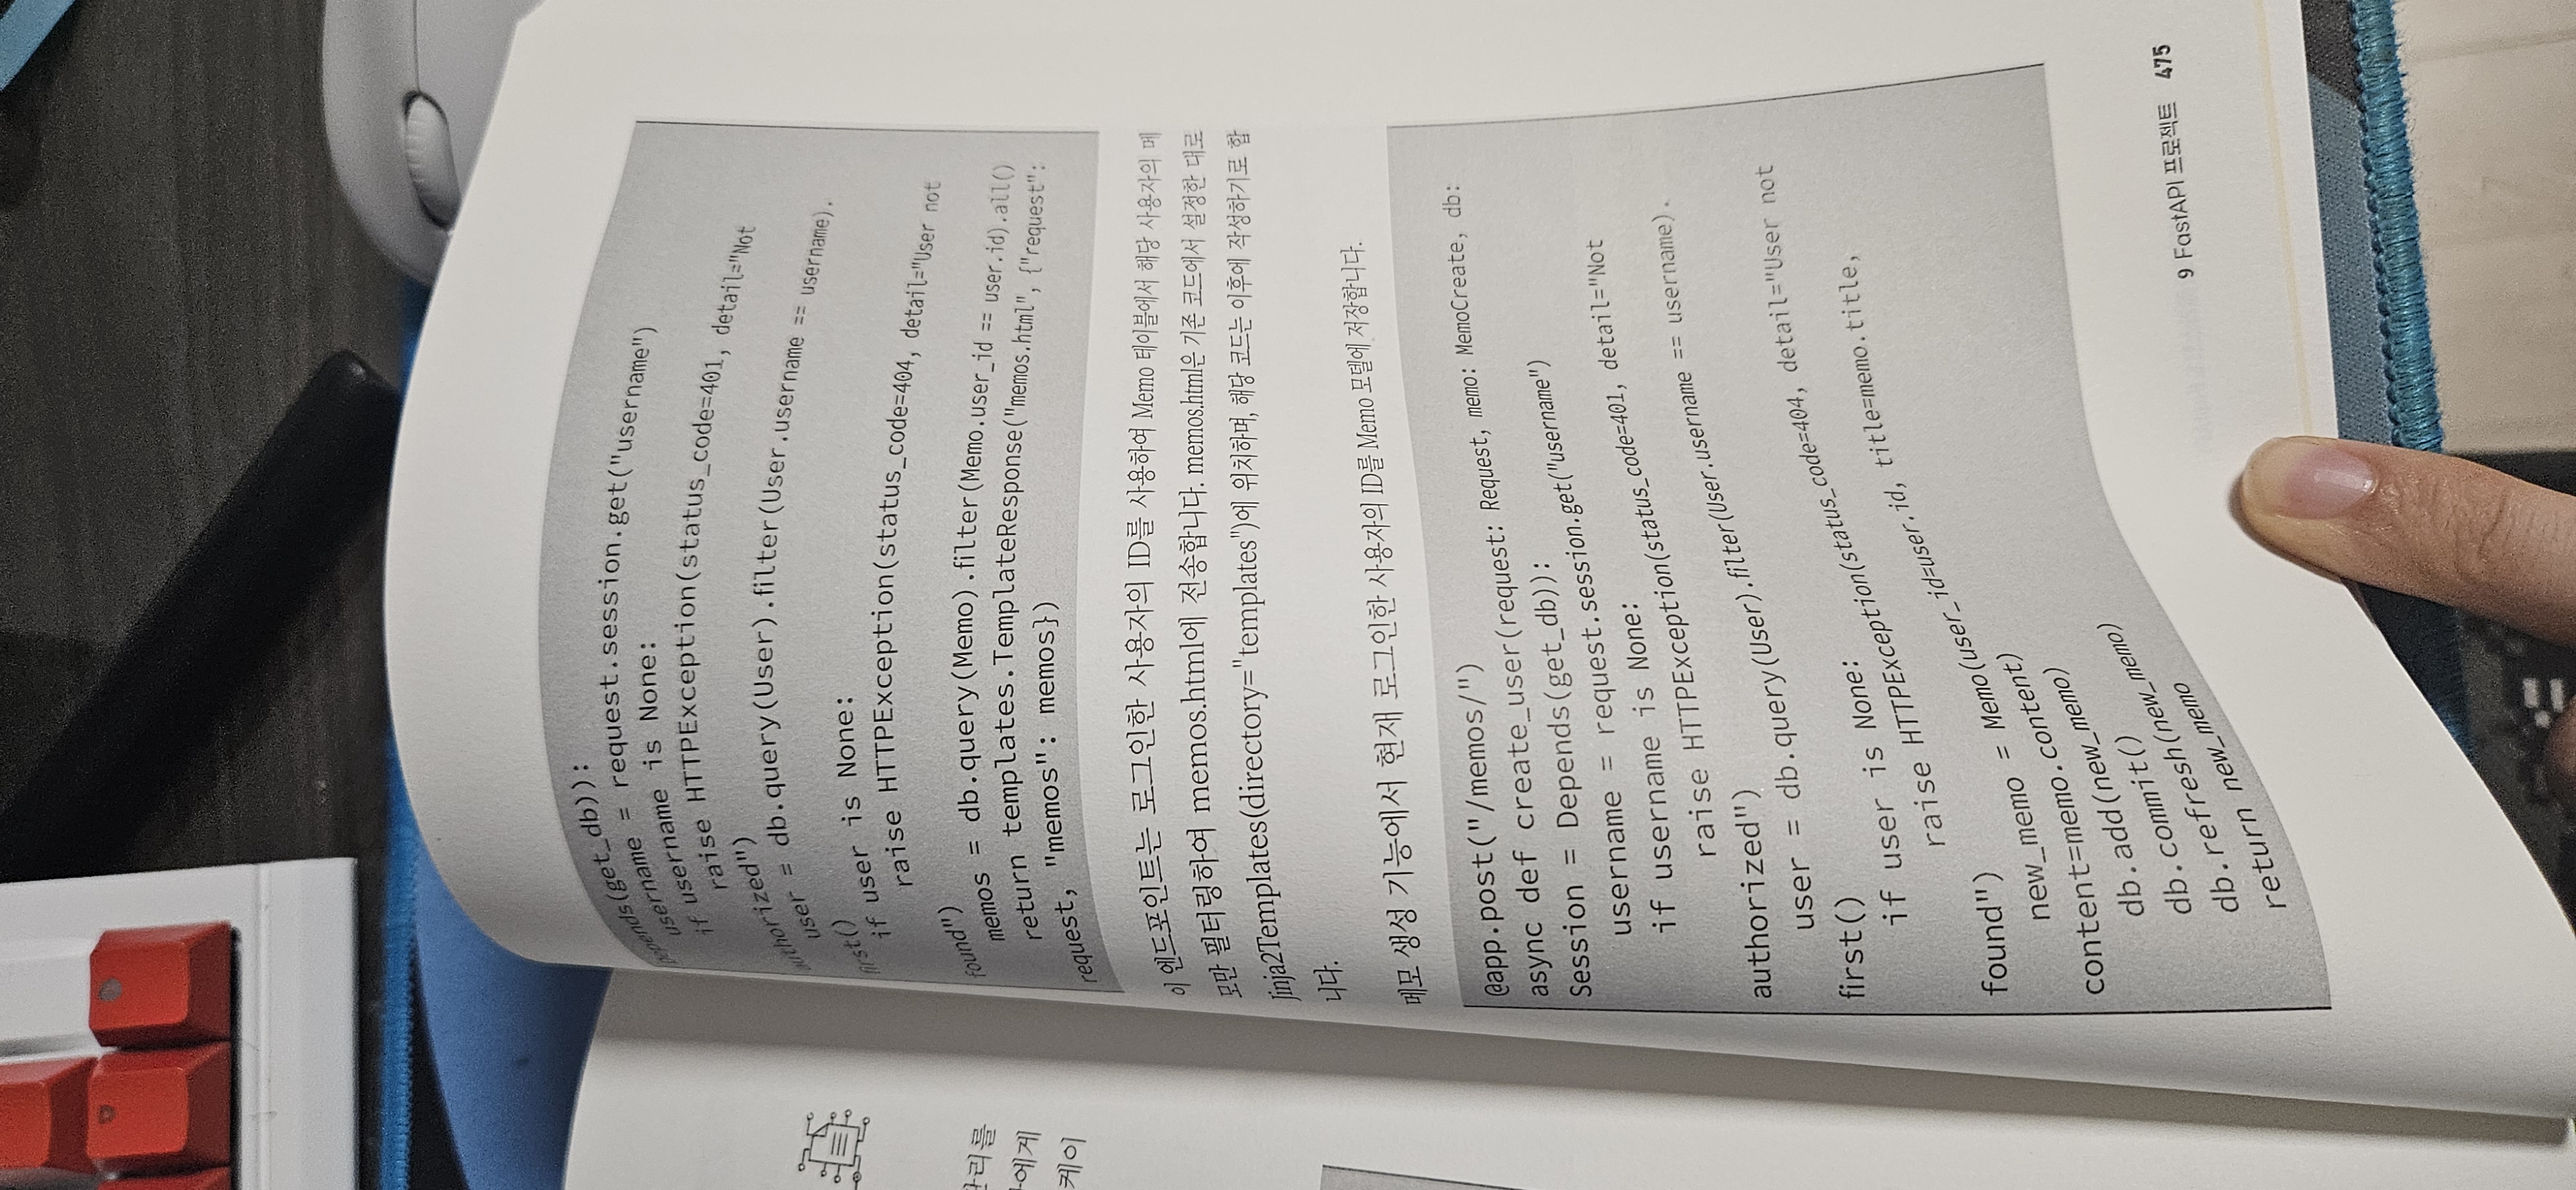 관리를
에게
케이
Depends(get_db)):
    username = request.session.get("username")
    if username is None:
        raise HTTPException(status_code=401, detail="Not
authorized")
    user = db.query(User).filter(User.username == username).
first()
    if user is None:
        raise HTTPException(status_code=404, detail="User not
found")
    memos = db.query(Memo).filter(Memo.user_id == user.id).all()
    return templates.TemplateResponse("memos.html", {"request":
request, "memos": memos})
이 엔드포인트는 로그인한 사용자의 ID를 사용하여 Memo 테이블에서 해당 사용자의 메
모만 필터링하여 memos.html에 전송합니다. memos.html은 기존 코드에서 설정한 대로
Jinja2Templates(directory="templates")에 위치하며, 해당 코드는 이후에 작성하기로 합
니다.
메모 생성 기능에서 현재 로그인한 사용자의 ID를 Memo 모델에 저장합니다.
@app.post("/memos/")
async def create_user(request: Request, memo: MemoCreate, db:
Session = Depends(get_db)):
    username = request.session.get("username")
    if username is None:
        raise HTTPException(status_code=401, detail="Not
authorized")
    user = db.query(User).filter(User.username == username).
first()
    if user is None:
        raise HTTPException(status_code=404, detail="User not
found")
    new_memo = Memo(user_id=user.id, title=memo.title,
content=memo.content)
    db.add(new_memo)
    db.commit()
    db.refresh(new_memo)
    return new_memo
9 FastAPI 프로젝트 475